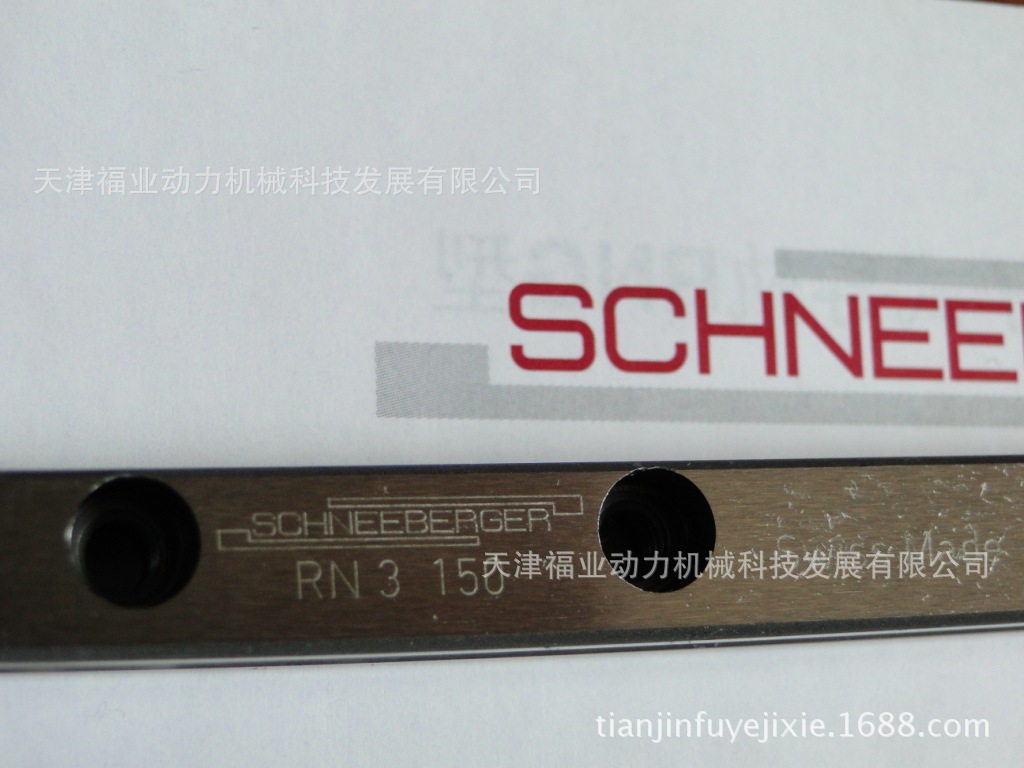 天津福业动力机械科技发展有限公司
SCHNEE
SCHNEEBERGER
RN 3 150
天津福业动力机械科技发展有限公司
Swiss Made
tianjinfuyejixie.1688.com